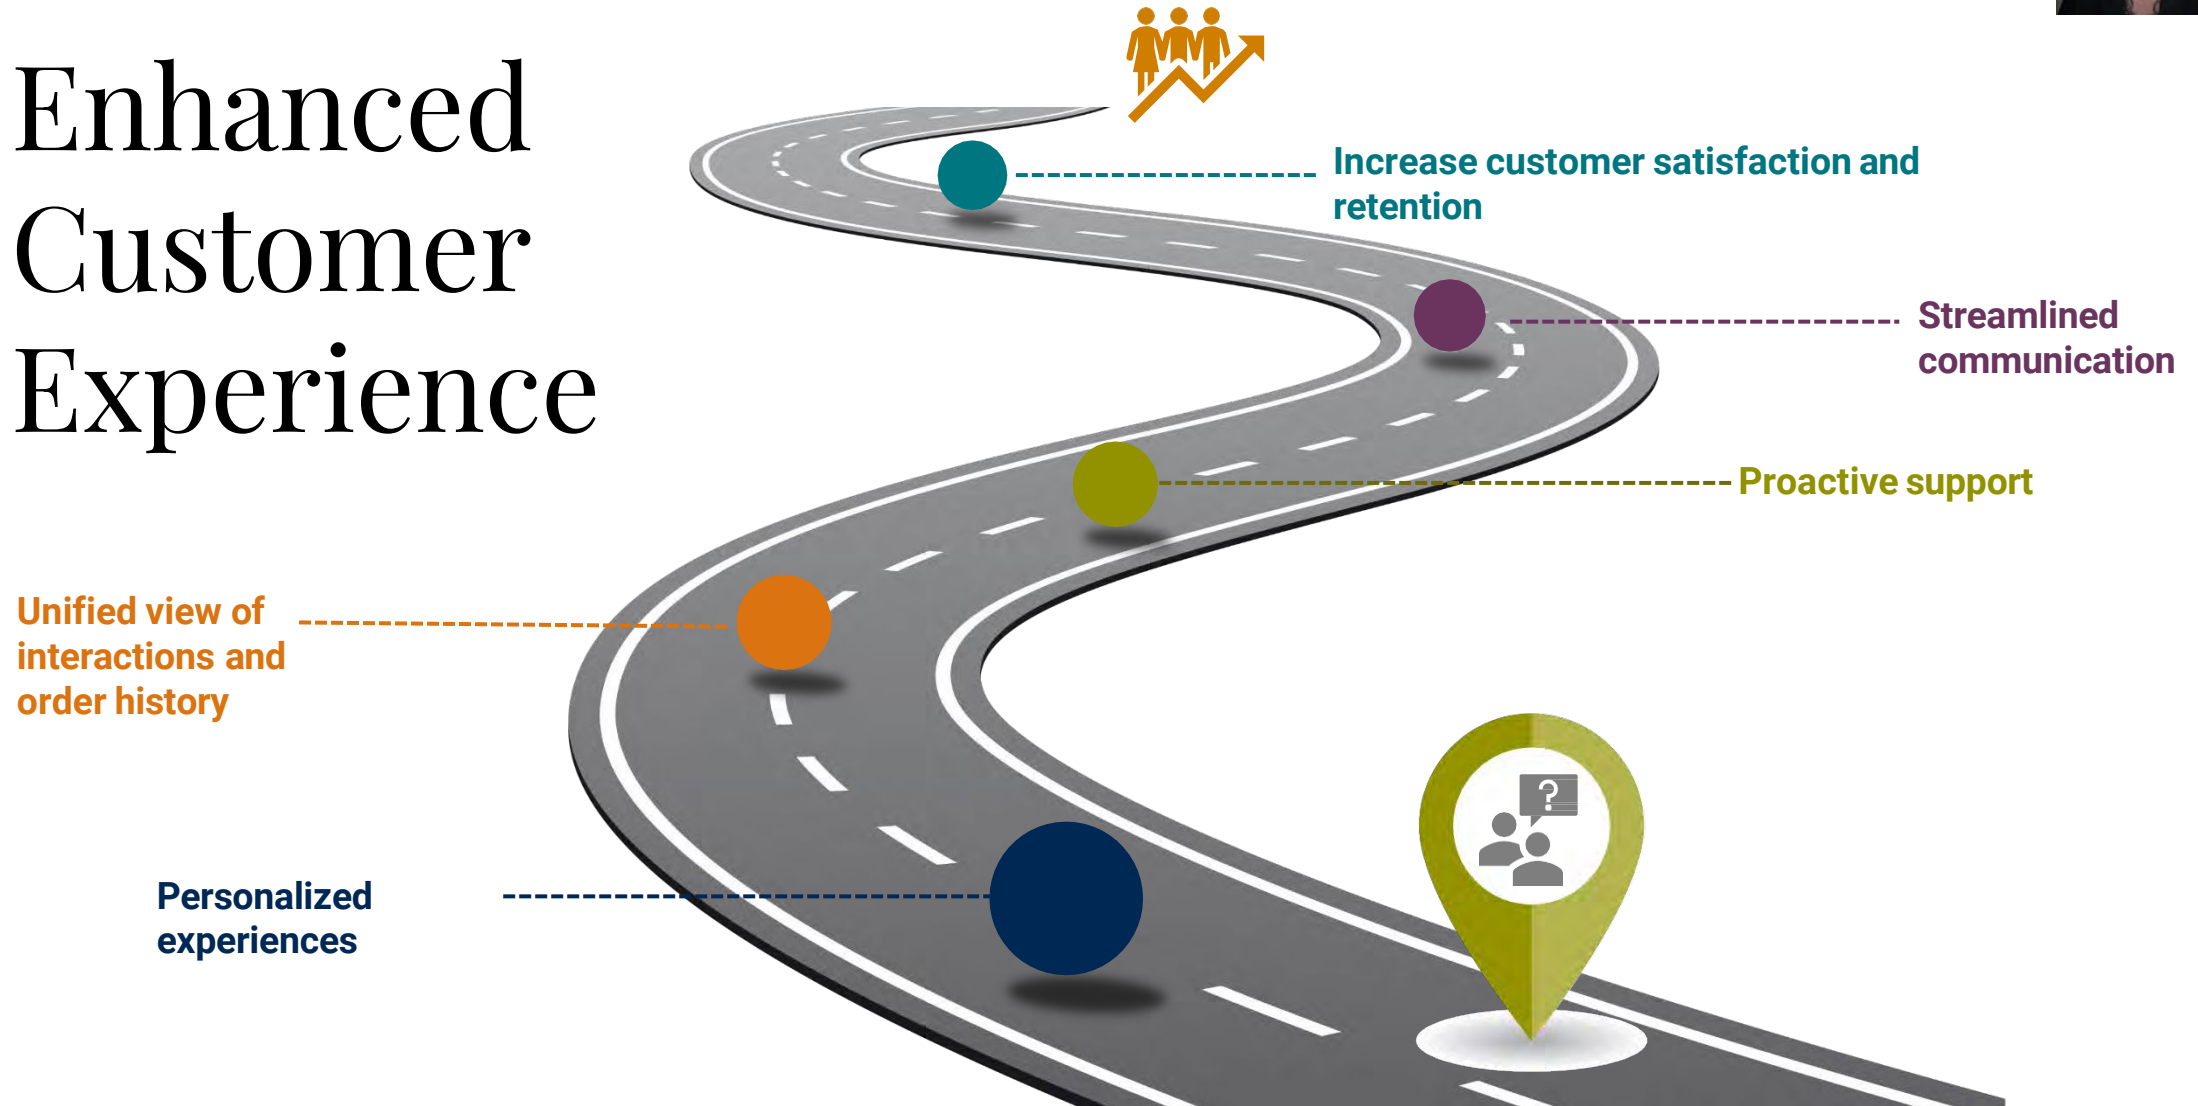 Enhanced
Customer
Experience
Increase customer satisfaction and
retention
Streamlined
communication
Proactive support
Unified view of
interactions and
order history
Personalized
experiences
?